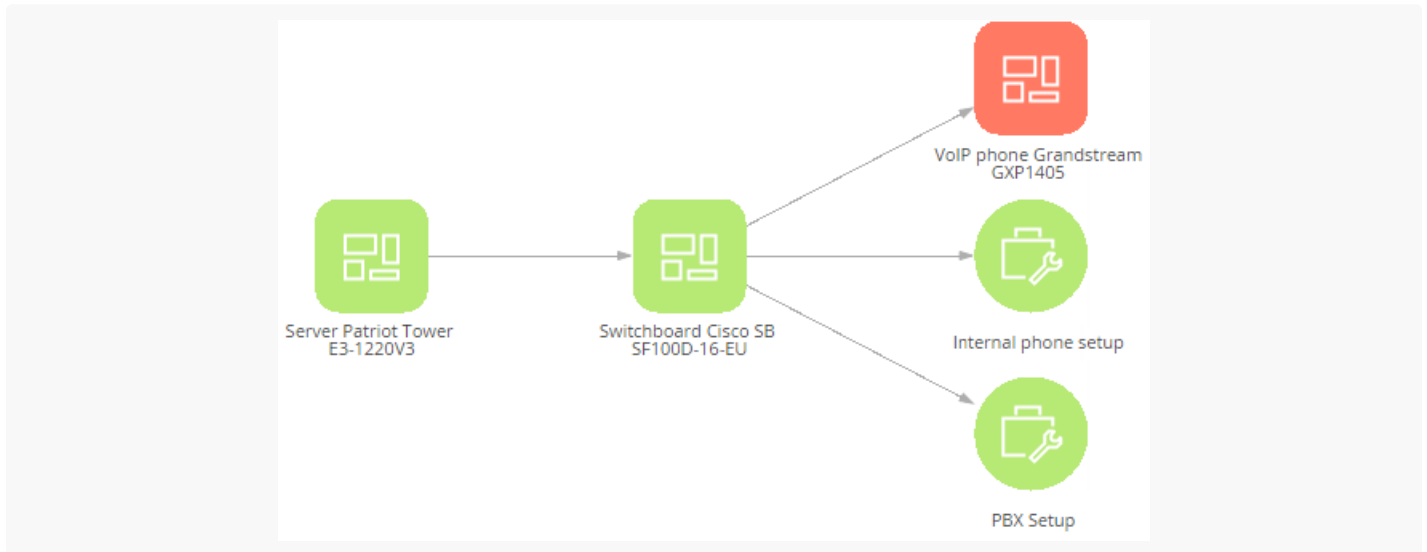 VoIP phone Grandstream
GXP1405
Server Patriot Tower
E3-1220V3
Switchboard Cisco SB
SF100D-16-EU
Internal phone setup
PBX Setup